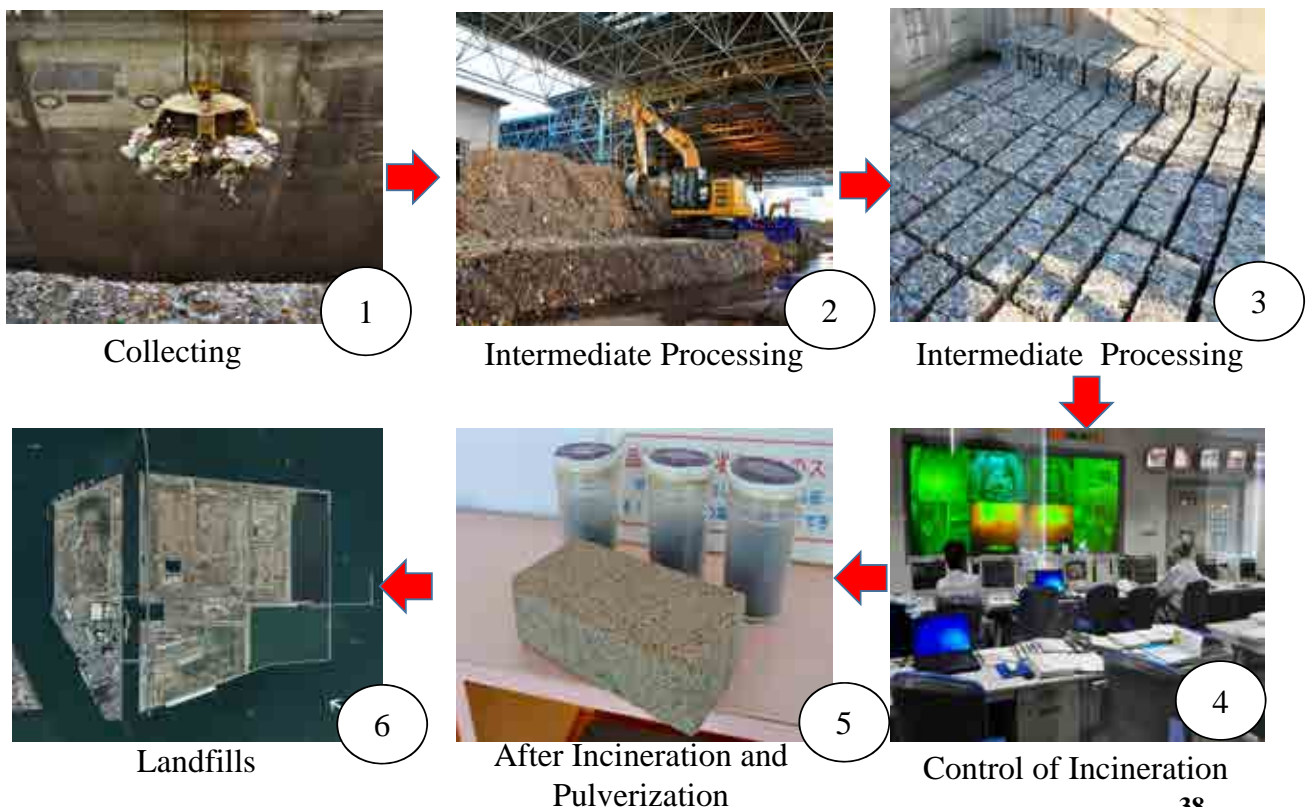 1
Collecting
2
Intermediate Processing
3
Intermediate Processing
4
Control of Incineration
5
After Incineration and
Pulverization
6
Landfills
38